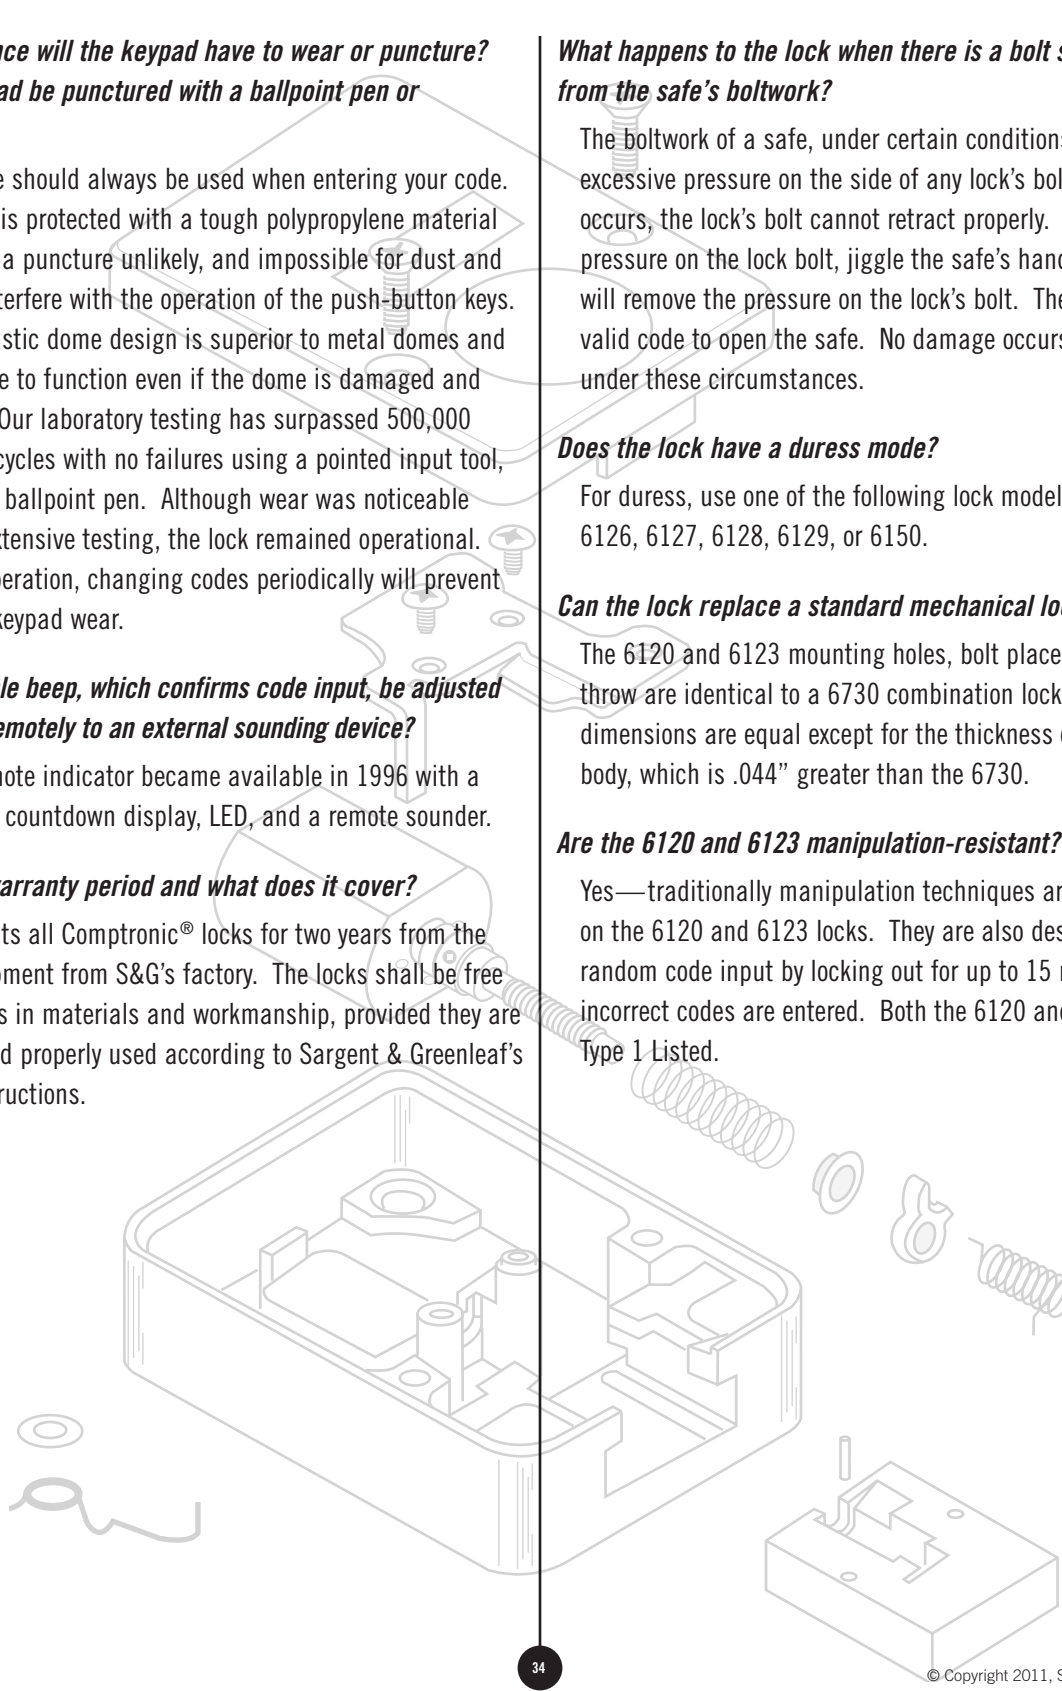 nce will the keypad have to wear or puncture?
ad be punctured with a ballpoint pen or
e should always be used when entering your code.
is protected with a tough polypropylene material
a puncture unlikely, and impossible for dust and
terfere with the operation of the push-button keys.
astic dome design is superior to metal domes and
e to function even if the dome is damaged and
Our laboratory testing has surpassed 500,000
cycles with no failures using a pointed input tool,
ballpoint pen.  Although wear was noticeable
xtensive testing, the lock remained operational.
peration, changing codes periodically will prevent
keypad wear.
ble beep, which confirms code input, be adjusted
emotely to an external sounding device?
note indicator became available in 1996 with a
countdown display, LED, and a remote sounder.
warranty period and what does it cover?
ts all Comptronic® locks for two years from the
pment from S&G’s factory.  The locks shall be free
s in materials and workmanship, provided they are
d properly used according to Sargent & Greenleaf’s
ructions.
What happens to the lock when there is a bolt s
from the safe’s boltwork?
The boltwork of a safe, under certain conditions
excessive pressure on the side of any lock’s bol
occurs, the lock’s bolt cannot retract properly.
pressure on the lock bolt, jiggle the safe’s hand
will remove the pressure on the lock’s bolt.  The
valid code to open the safe.  No damage occurs
under these circumstances.
Does the lock have a duress mode?
For duress, use one of the following lock model
6126, 6127, 6128, 6129, or 6150.
Can the lock replace a standard mechanical loc
The 6120 and 6123 mounting holes, bolt place
throw are identical to a 6730 combination lock
dimensions are equal except for the thickness o
body, which is .044” greater than the 6730.
Are the 6120 and 6123 manipulation-resistant?
Yes—traditionally manipulation techniques ar
on the 6120 and 6123 locks.  They are also des
random code input by locking out for up to 15 m
incorrect codes are entered.  Both the 6120 and
Type 1 Listed.
34
© Copyright 2011, S